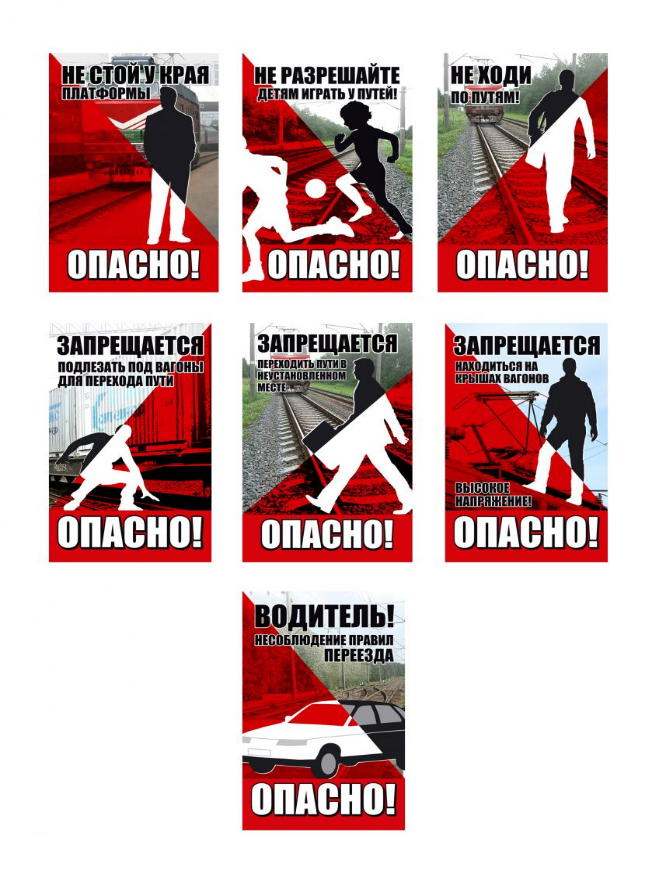 НЕ СТОЙ У КРАЯ
ПЛАТФОРМЫ
ОПАСНО!
НЕ РАЗРЕШАЙТЕ
ДЕТЯМ ИГРАТЬ У ПУТЕЙ!
ОПАСНО!
НЕ ХОДИ
ПО ПУТЯМ!
ОПАСНО!
ЗАПРЕЩАЕТСЯ
ПОДЛЕЗАТЬ ПОД ВАГОНЫ
ДЛЯ ПЕРЕХОДА ПУТИ
ОПАСНО!
ЗАПРЕЩАЕТСЯ
ПЕРЕХОДИТЬ ПУТИ В
НЕУСТАНОВЛЕННОМ
МЕСТЕ
ОПАСНО!
ЗАПРЕЩАЕТСЯ
НАХОДИТЬСЯ НА
КРЫШАХ ВАГОНОВ
ВЫСОКОЕ
НАПРЯЖЕНИЕ!
ОПАСНО!
ВОДИТЕЛЬ!
НЕСОБЛЮДЕНИЕ ПРАВИЛ
ПЕРЕЕЗДА
ОПАСНО!